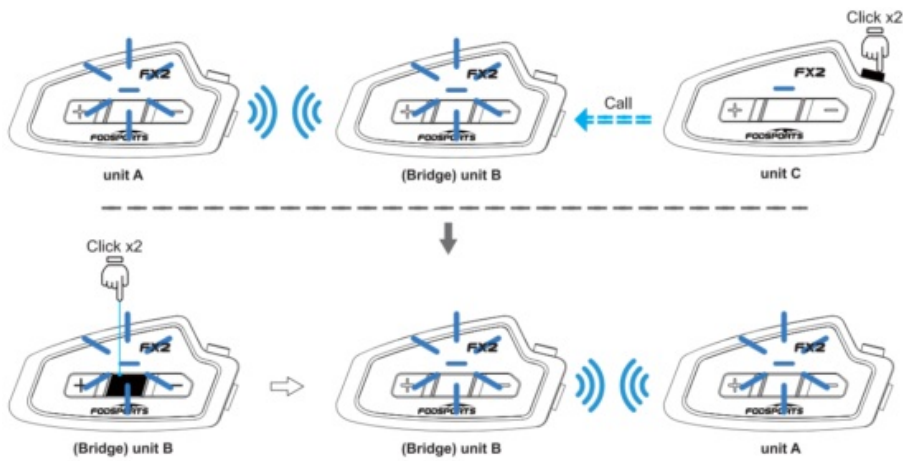 Click x2
FX2
FX2
FX2
+
-
+
-
+
-
Call
FODSPORTS
FODSPORTS
FODSPORTS
unit A
(Bridge) unit B
unit C
Click x2
FX2
FX2
FX2
+
-
+
-
+
-
FODSPORTS
FODSPORTS
FODSPORTS
(Bridge) unit B
(Bridge) unit B
unit A